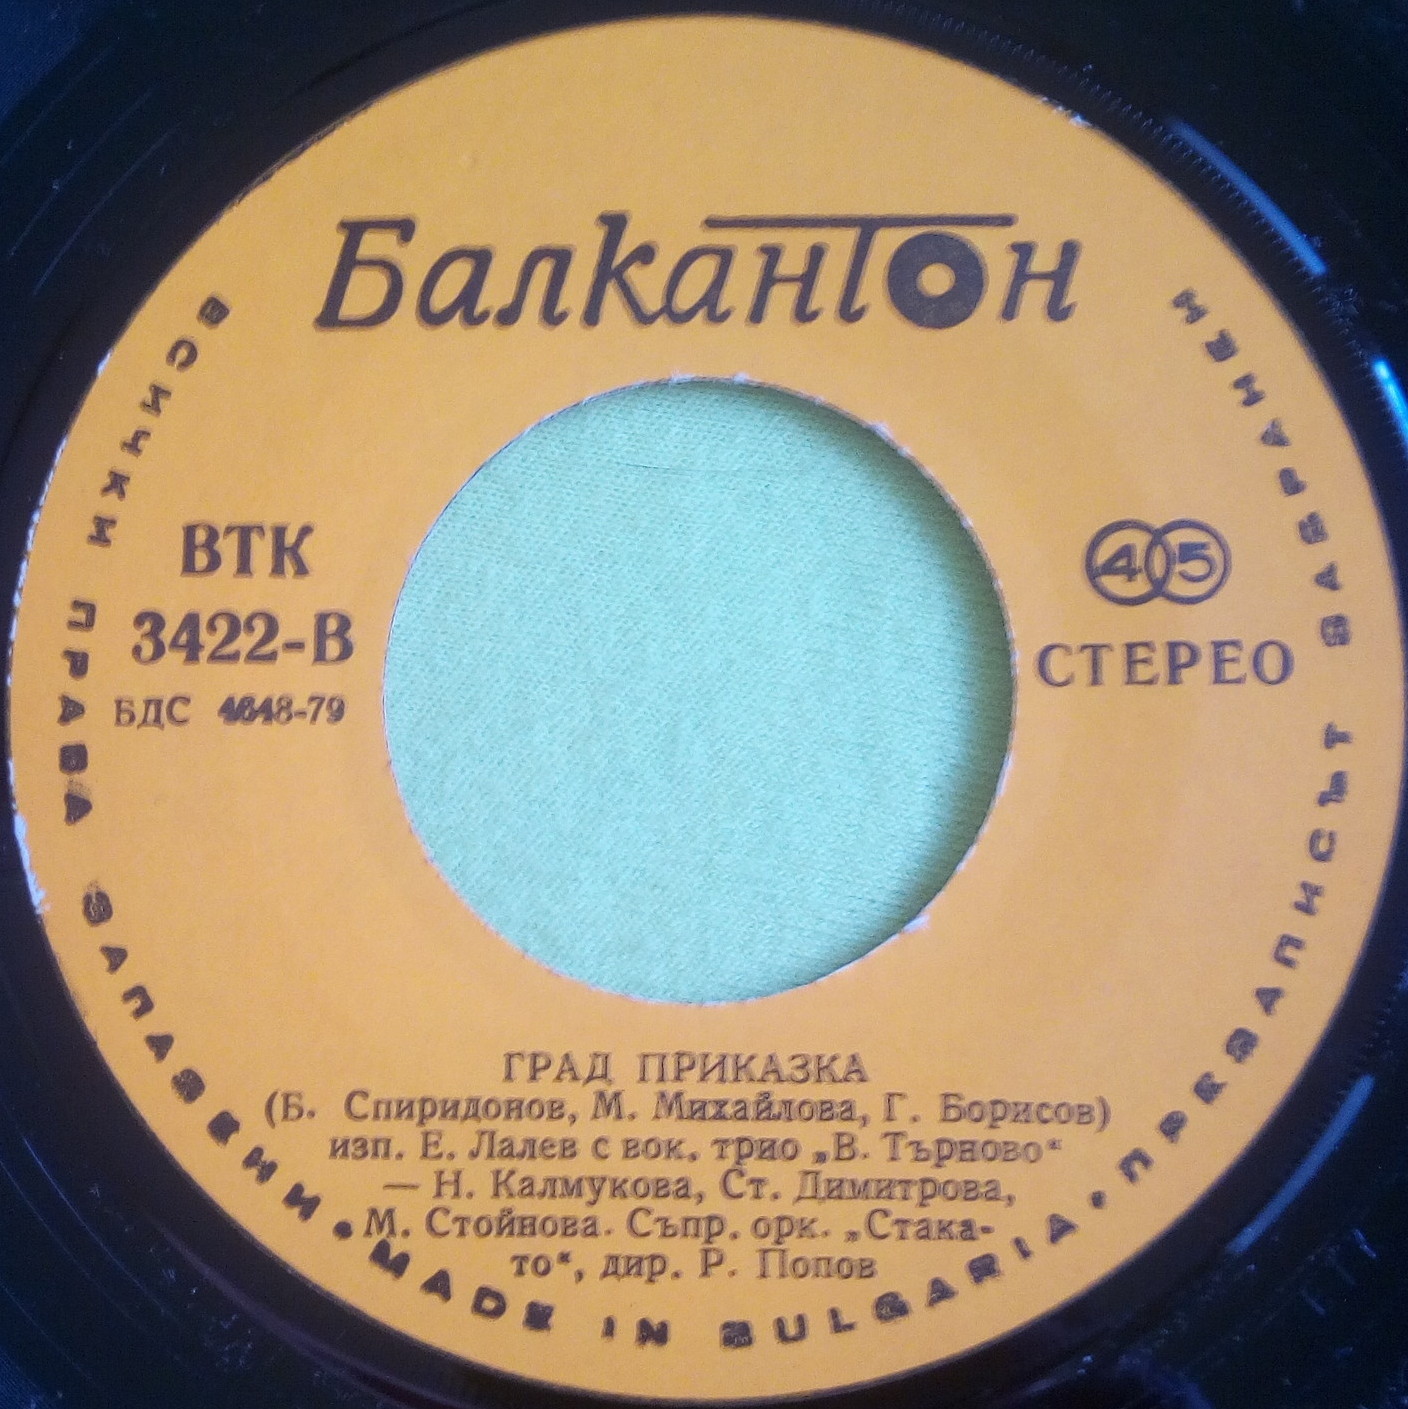 Балкантон
ВТК
3422-В
БДС 4648-79
45
СТЕРЕО
ГРАД ПРИКАЗКА
(Б. Спиридонов, М. Михайлова, Г. Борисов)
изп. Е. Лалев с вок. трио „В. Търново“
— Н. Калмукова, Ст. Димитрова,
М. Стойнова. Съпр. орк. „Стака-
то“, дир. Р. Попов
ВСИЧКИ ПРАВА ЗАПАЗЕНИ • MADE IN BULGARIA • ПРЕЗАПИСЪТ ЗАБРАНЕН